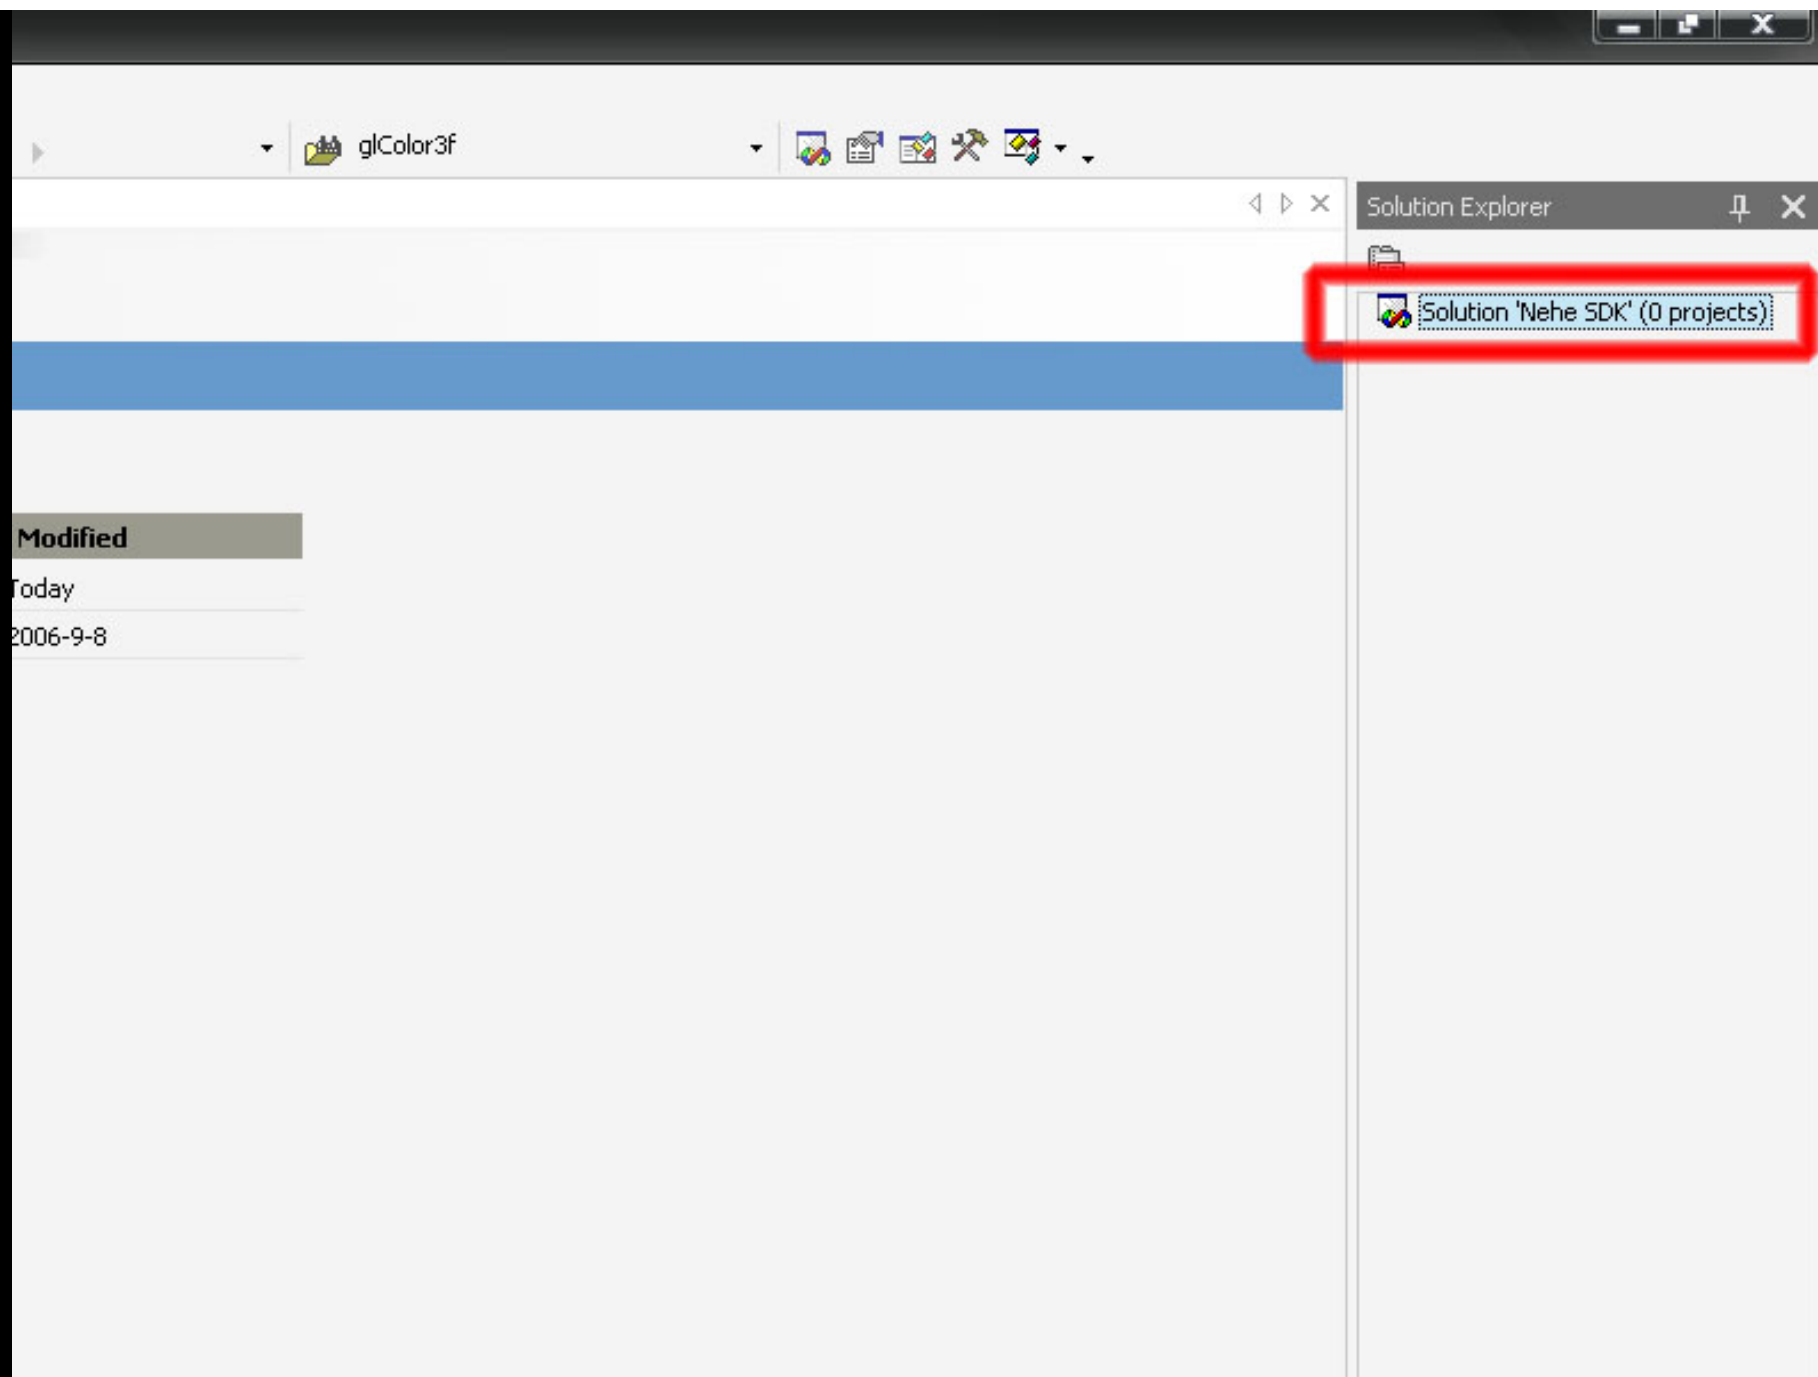 glColor3f
Solution Explorer
Solution 'Nehe SDK' (0 projects)
Modified
Today
2006-9-8